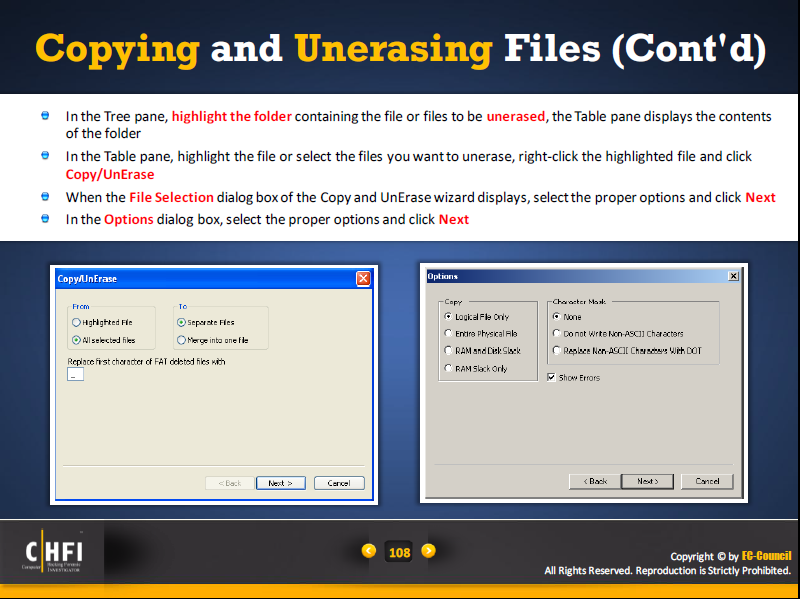 Copying and Unerasing Files (Cont'd)
In the Tree pane, highlight the folder containing the file or files to be unerased, the Table pane displays the contents
of the folder
In the Table pane, highlight the file or select the files you want to unerase, right-click the highlighted file and click
Copy/UnErase
When the File Selection dialog box of the Copy and UnErase wizard displays, select the proper options and click Next
In the Options dialog box, select the proper options and click Next
Copy/UnErase
From
Highlighted File
All selected files
To
Separate Files
Merge into one file
Replace first character of FAT deleted files with
_
< Back
Next >
Cancel
Options
Copy
Logical File Only
Entire Physical File
RAM and Disk Slack
RAM Slack Only
Character Mask
None
Do not Write Non-ASCII Characters
Replace Non-ASCII Characters With DOT
Show Errors
< Back
Next >
Cancel
CHFI
Computer Hacking Forensic
INVESTIGATOR
108
Copyright © by EC-Council
All Rights Reserved. Reproduction is Strictly Prohibited.